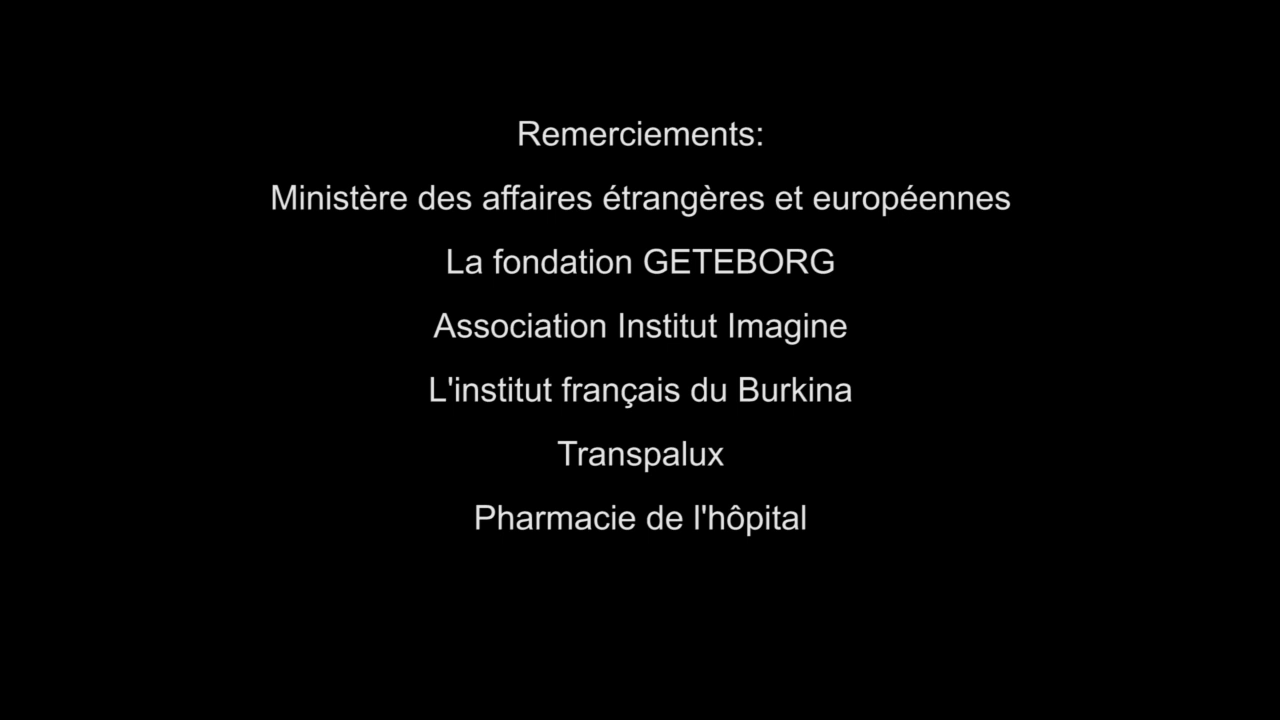 Remerciements:
Ministère des affaires étrangères et européennes
La fondation GETEBORG
Association Institut Imagine
L'institut français du Burkina
Transpalux
Pharmacie de l'hôpital